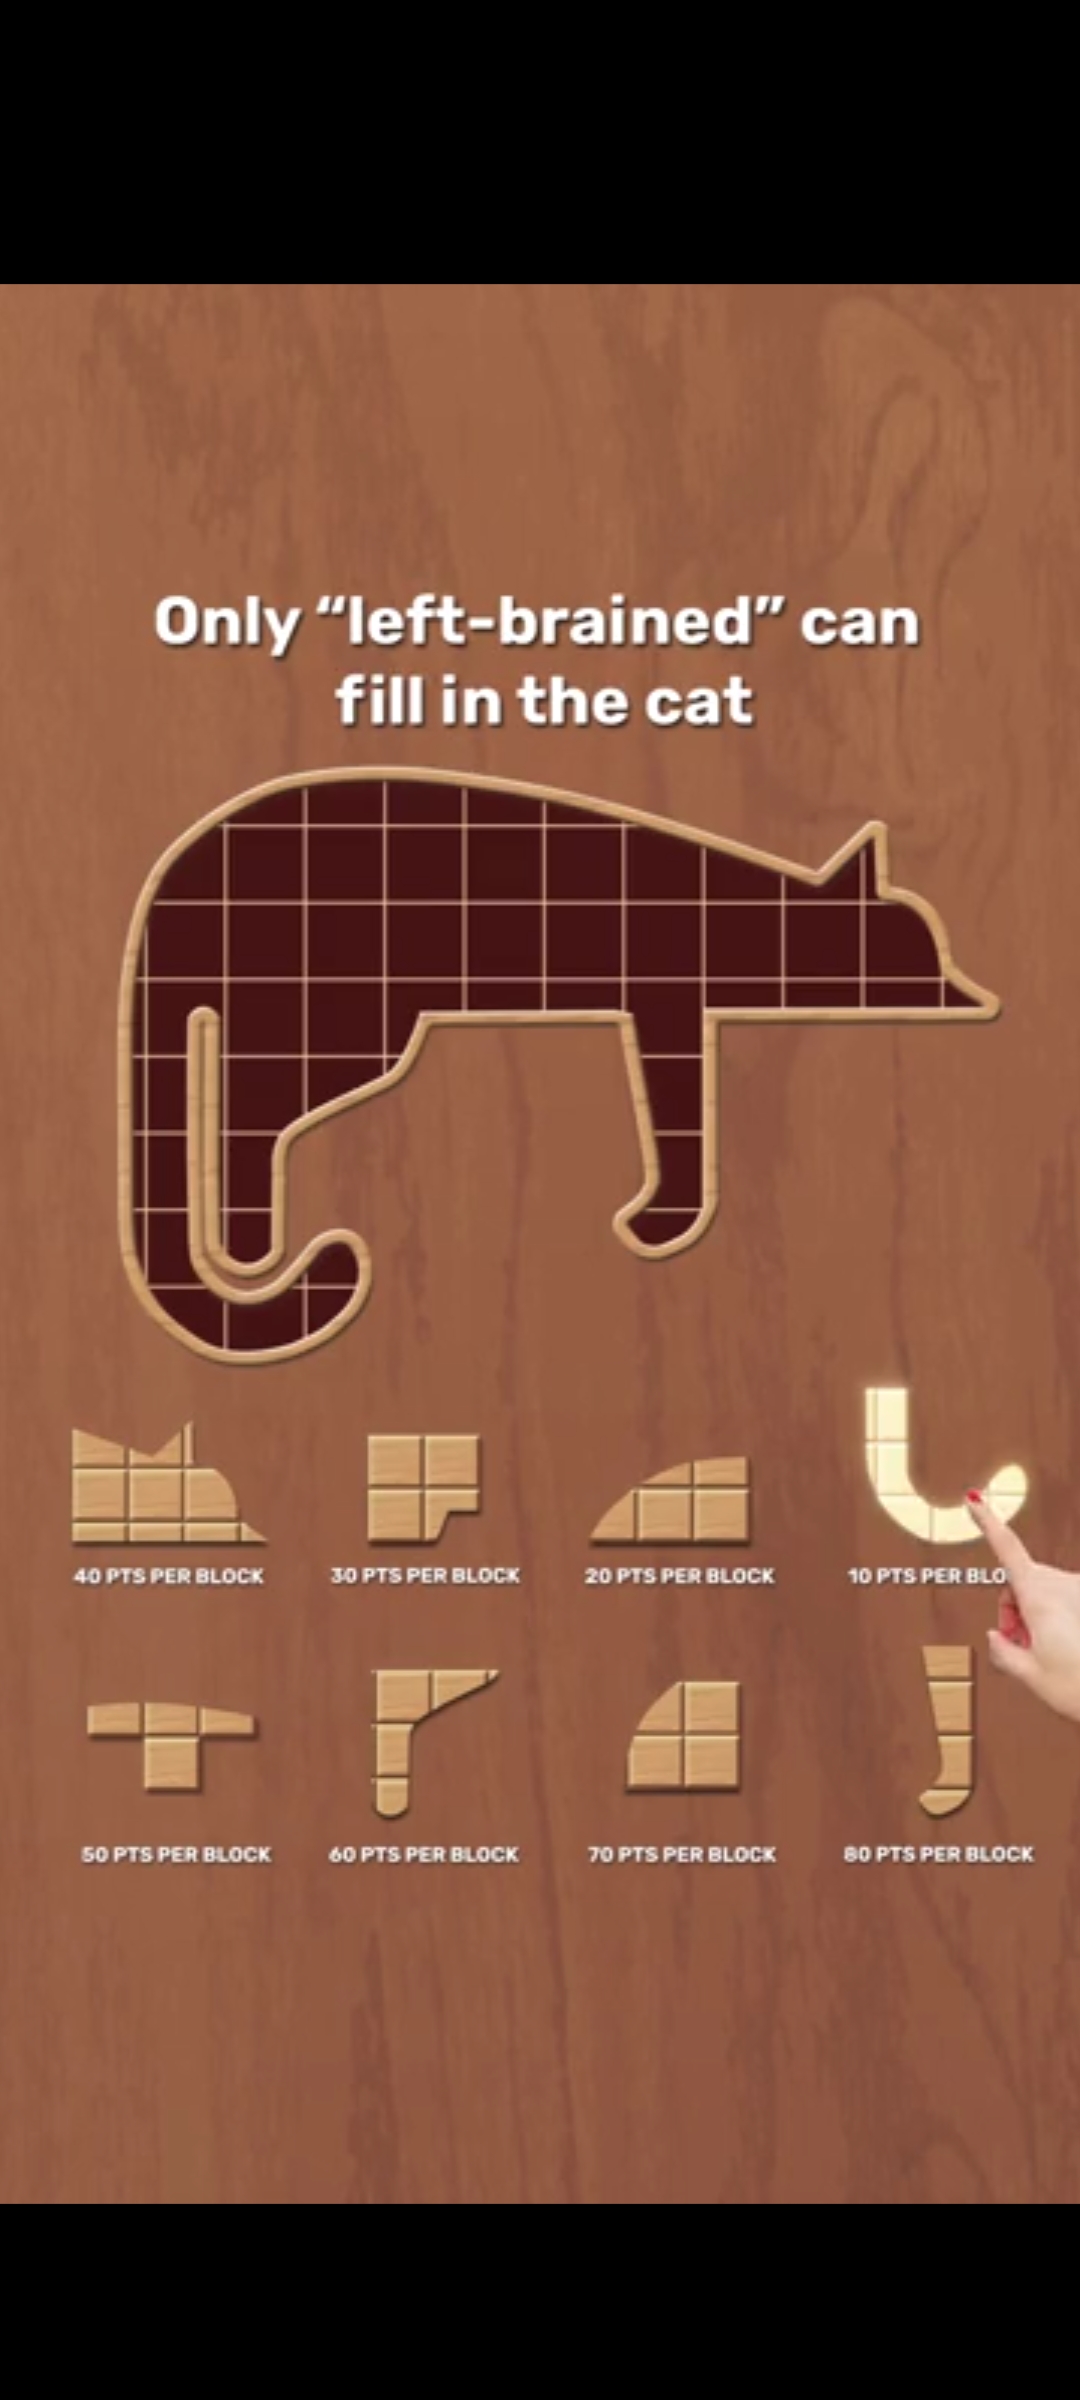 Only “left-brained” can
fill in the cat
40 PTS PER BLOCK
30 PTS PER BLOCK
20 PTS PER BLOCK
10 PTS PER BLO
50 PTS PER BLOCK
60 PTS PER BLOCK
70 PTS PER BLOCK
80 PTS PER BLOCK